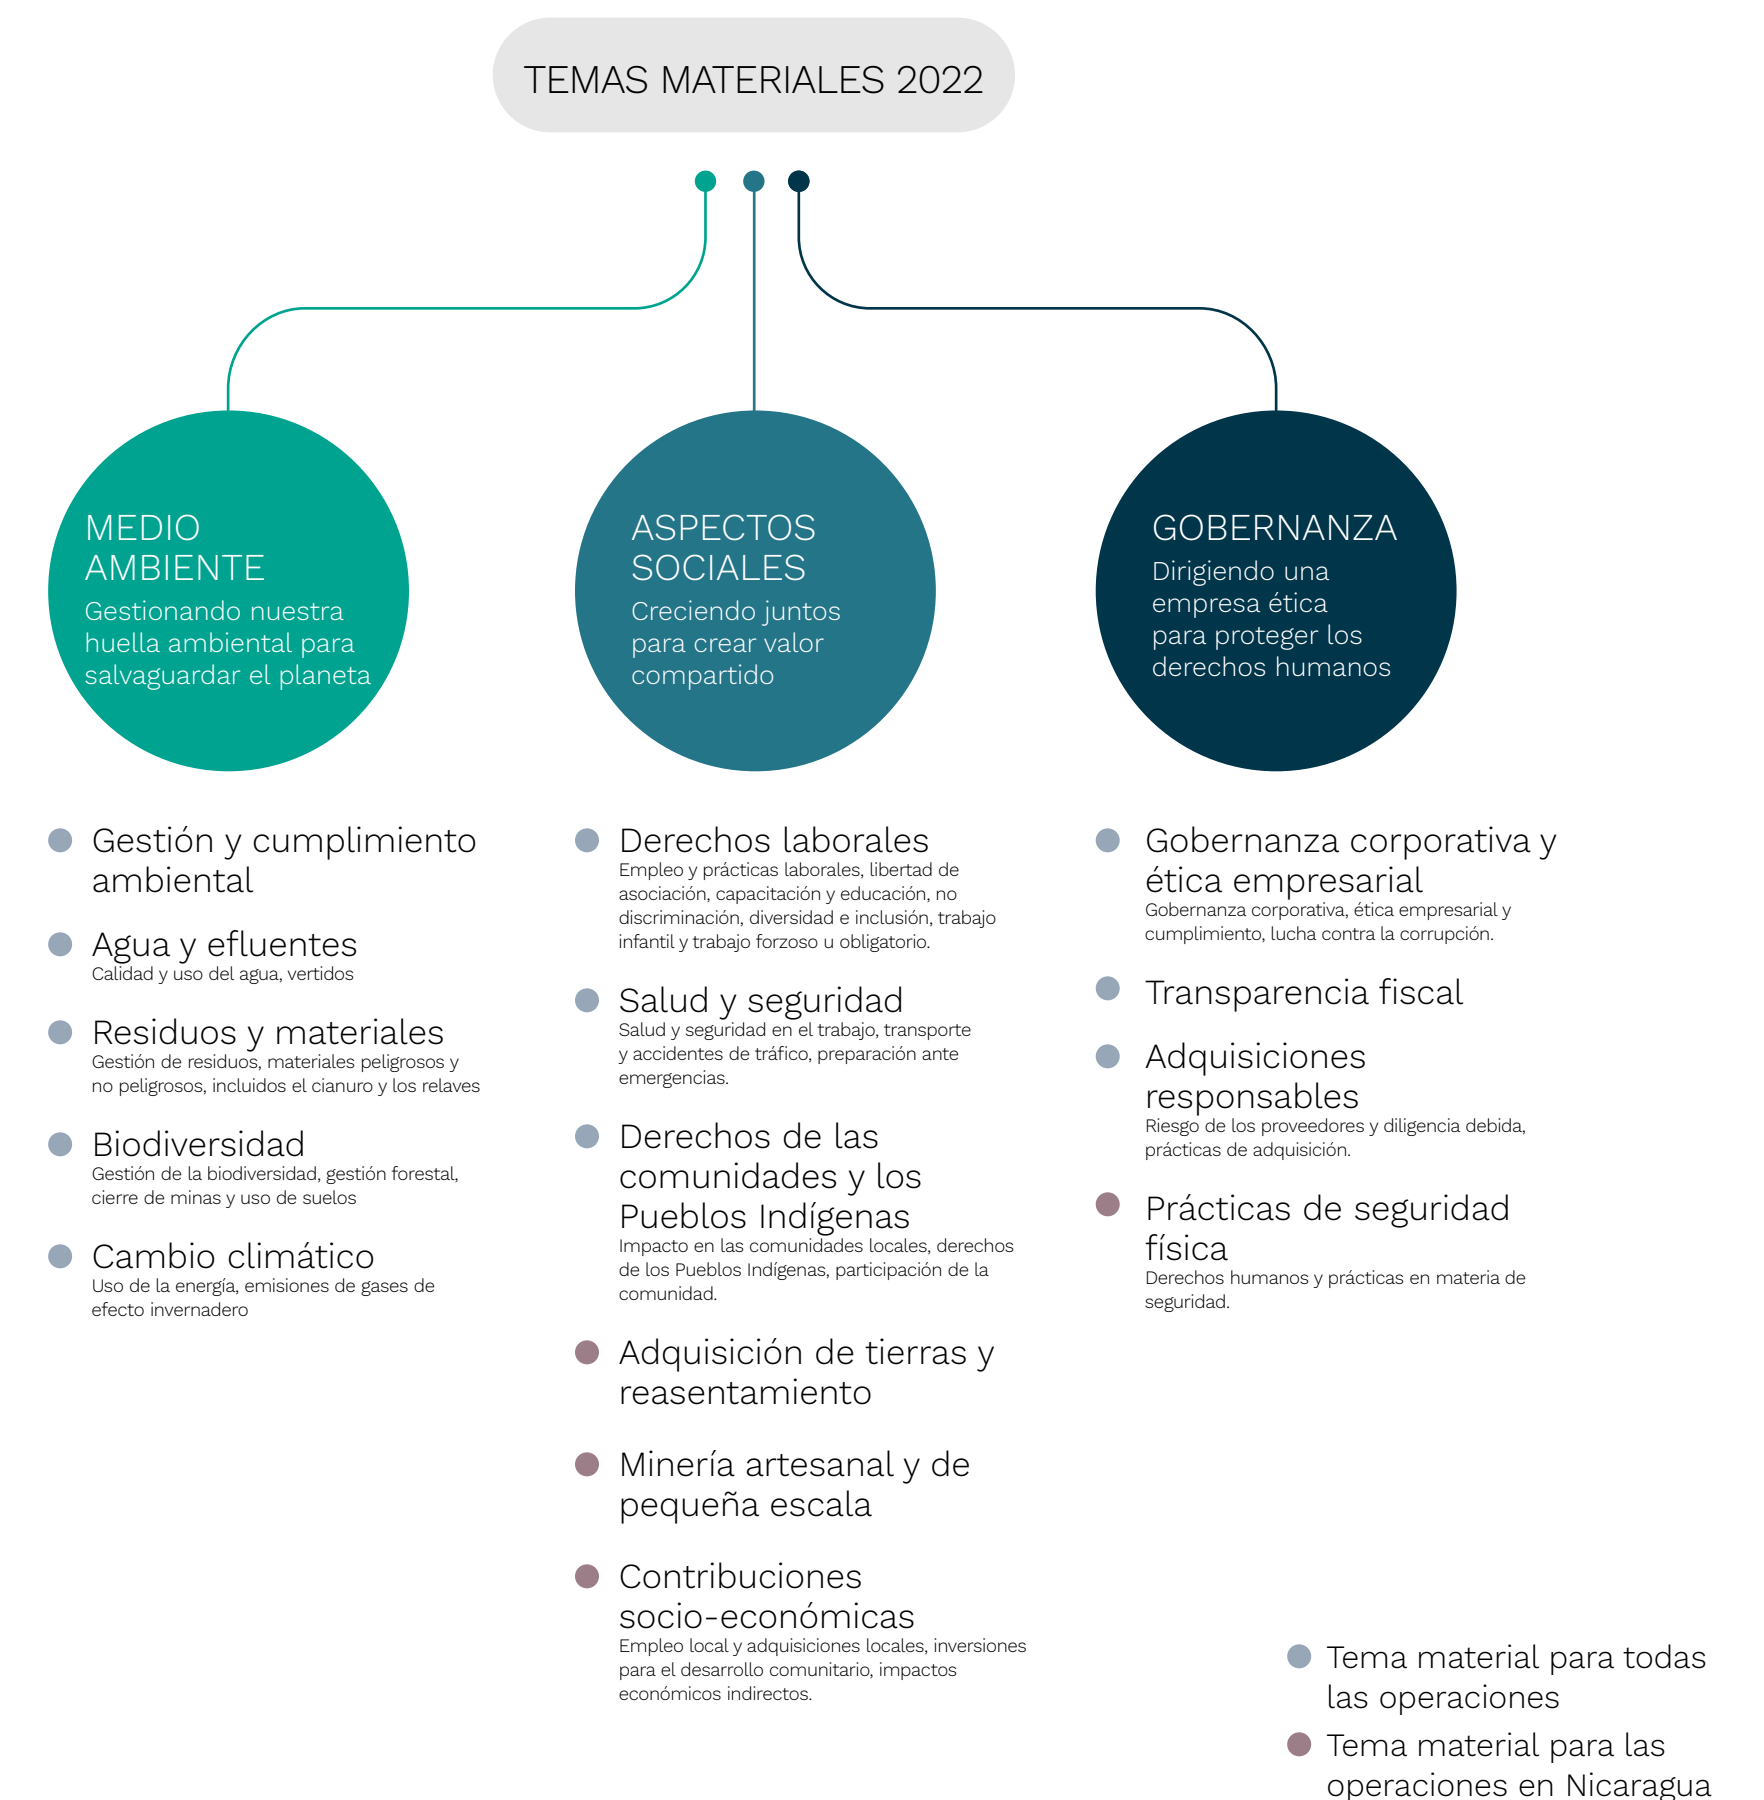 TEMAS MATERIALES 2022
MEDIO
AMBIENTE
Gestionando nuestra
huella ambiental para
salvaguardar el planeta
ASPECTOS
SOCIALES
Creciendo juntos
para crear valor
compartido
GOBERNANZA
Dirigiendo una
empresa ética
para proteger los
derechos humanos
Gestión y cumplimiento
ambiental
Agua y efluentes
Calidad y uso del agua, vertidos
Residuos y materiales
Gestión de residuos, materiales peligrosos y
no peligrosos, incluidos el cianuro y los relaves
Biodiversidad
Gestión de la biodiversidad, gestión forestal,
cierre de minas y uso de suelos
Cambio climático
Uso de la energía, emisiones de gases de
efecto invernadero
Derechos laborales
Empleo y prácticas laborales, libertad de
asociación, capacitación y educación, no
discriminación, diversidad e inclusión, trabajo
infantil y trabajo forzoso u obligatorio.
Salud y seguridad
Salud y seguridad en el trabajo, transporte
y accidentes de tráfico, preparación ante
emergencias.
Derechos de las
comunidades y los
Pueblos Indígenas
Impacto en las comunidades locales, derechos
de los Pueblos Indígenas, participación de la
comunidad.
Adquisición de tierras y
reasentamiento
Minería artesanal y de
pequeña escala
Contribuciones
socio-económicas
Empleo local y adquisiciones locales, inversiones
para el desarrollo comunitario, impactos
económicos indirectos.
Gobernanza corporativa y
ética empresarial
Gobernanza corporativa, ética empresarial y
cumplimiento, lucha contra la corrupción.
Transparencia fiscal
Adquisiciones
responsables
Riesgo de los proveedores y diligencia debida,
prácticas de adquisición.
Prácticas de seguridad
física
Derechos humanos y prácticas en materia de
seguridad.
Tema material para todas
las operaciones
Tema material para las
operaciones en Nicaragua